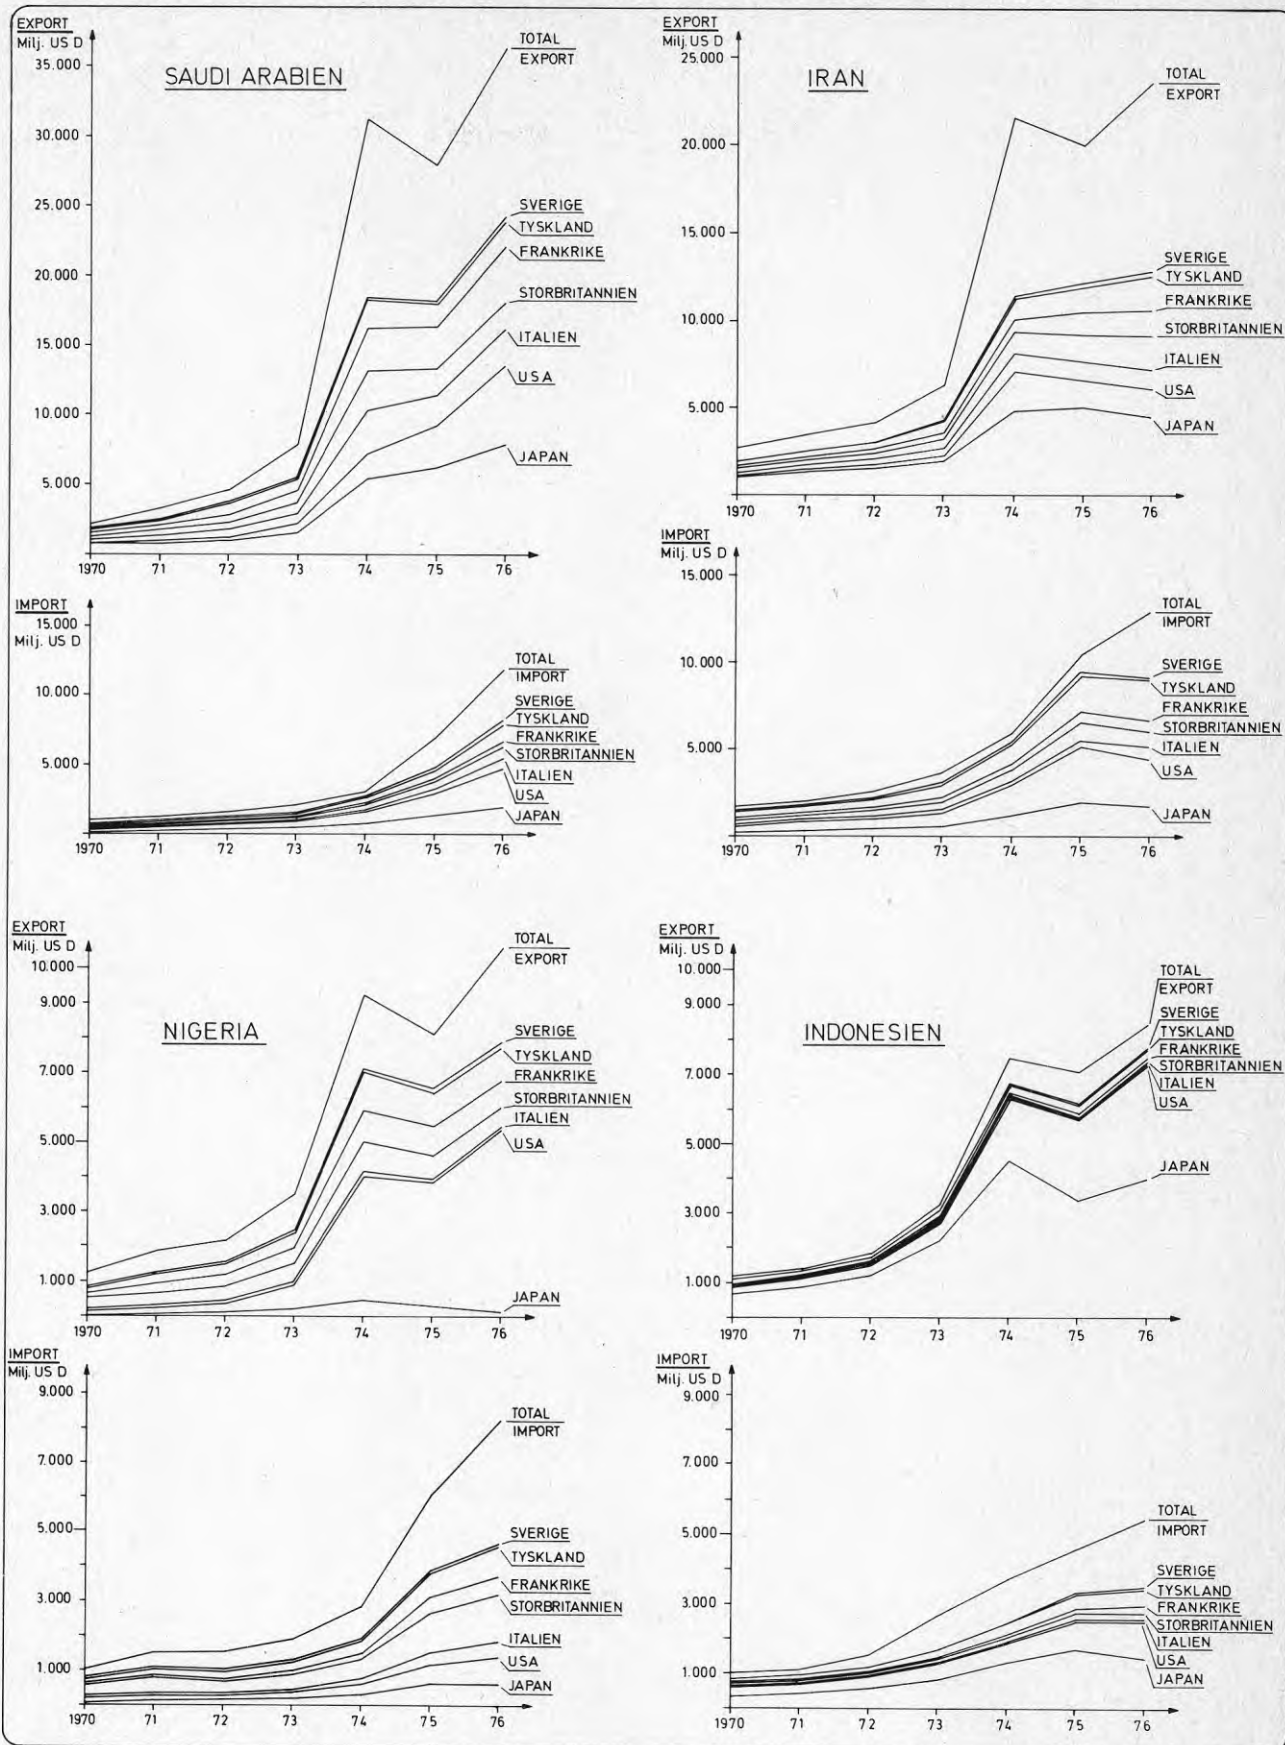 EXPORT
Milj. US D
SAUDI ARABIEN
35.000
30.000
25.000
20.000
15.000
10.000
5.000
TOTAL
EXPORT
SVERIGE
TYSKLAND
FRANKRIKE
STORBRITANNIEN
ITALIEN
USA
JAPAN
1970 71 72 73 74 75 76
IMPORT
Milj. US D
15.000
10.000
5.000
TOTAL
IMPORT
SVERIGE
TYSKLAND
FRANKRIKE
STORBRITANNIEN
ITALIEN
USA
JAPAN
1970 71 72 73 74 75 76
EXPORT
Milj. US D
IRAN
25.000
20.000
15.000
10.000
5.000
TOTAL
EXPORT
SVERIGE
TYSKLAND
FRANKRIKE
STORBRITANNIEN
ITALIEN
USA
JAPAN
1970 71 72 73 74 75 76
IMPORT
Milj. US D
15.000
10.000
5.000
TOTAL
IMPORT
SVERIGE
TYSKLAND
FRANKRIKE
STORBRITANNIEN
ITALIEN
USA
JAPAN
1970 71 72 73 74 75 76
EXPORT
Milj. US D
NIGERIA
10.000
9.000
7.000
5.000
3.000
1.000
TOTAL
EXPORT
SVERIGE
TYSKLAND
FRANKRIKE
STORBRITANNIEN
ITALIEN
USA
JAPAN
1970 71 72 73 74 75 76
IMPORT
Milj. US D
9.000
7.000
5.000
3.000
1.000
TOTAL
IMPORT
SVERIGE
TYSKLAND
FRANKRIKE
STORBRITANNIEN
ITALIEN
USA
JAPAN
1970 71 72 73 74 75 76
EXPORT
Milj. US D
INDONESIEN
10.000
9.000
7.000
5.000
3.000
1.000
TOTAL
EXPORT
SVERIGE
TYSKLAND
FRANKRIKE
STORBRITANNIEN
ITALIEN
USA
JAPAN
1970 71 72 73 74 75 76
IMPORT
Milj. US D
9.000
7.000
5.000
3.000
1.000
TOTAL
IMPORT
SVERIGE
TYSKLAND
FRANKRIKE
STORBRITANNIEN
ITALIEN
USA
JAPAN
1970 71 72 73 74 75 76